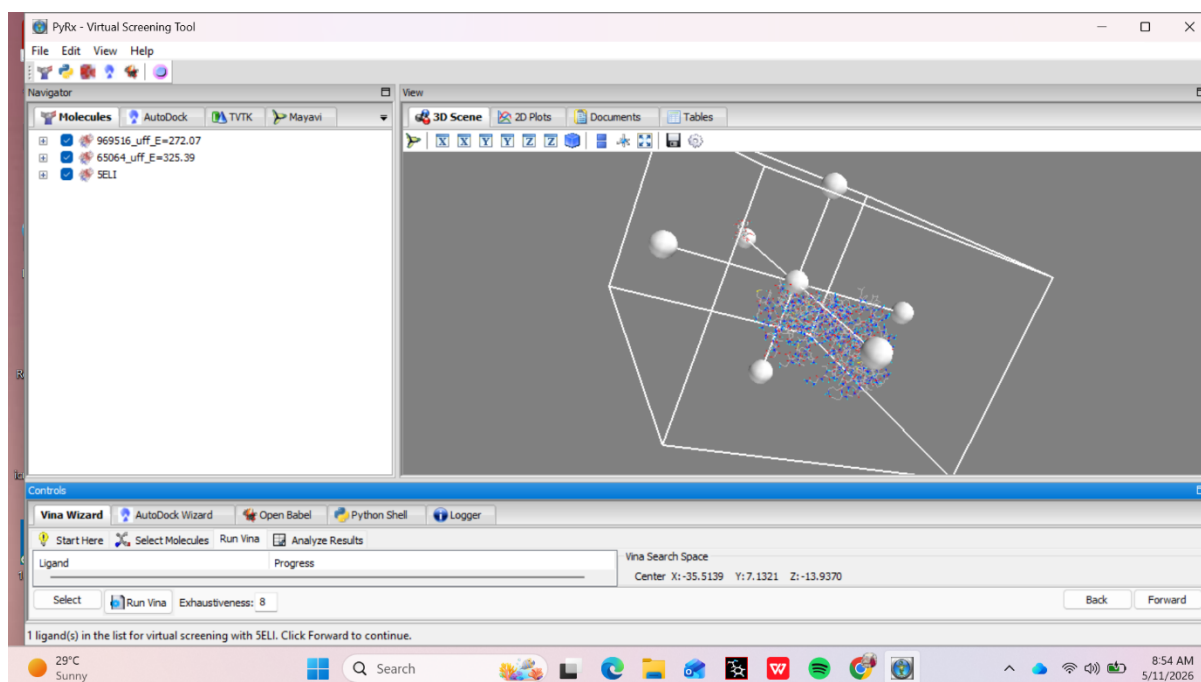 PyRx - Virtual Screening Tool
File Edit View Help
Navigator
View
Molecules AutoDock TVTK Mayavi
3D Scene 2D Plots Documents Tables
X X Y Y Z Z
969516_uff_E=272.07
65064_uff_E=325.39
5ELI
Controls
Vina Wizard AutoDock Wizard Open Babel Python Shell Logger
Start Here Select Molecules Run Vina Analyze Results
Ligand Progress
Vina Search Space
Center X:-35.5139 Y:7.1321 Z:-13.9370
Select Run Vina Exhaustiveness: 8 Back Forward
1 ligand(s) in the list for virtual screening with 5ELI. Click Forward to continue.
29°C
Sunny
Search
8:54 AM
5/11/2026